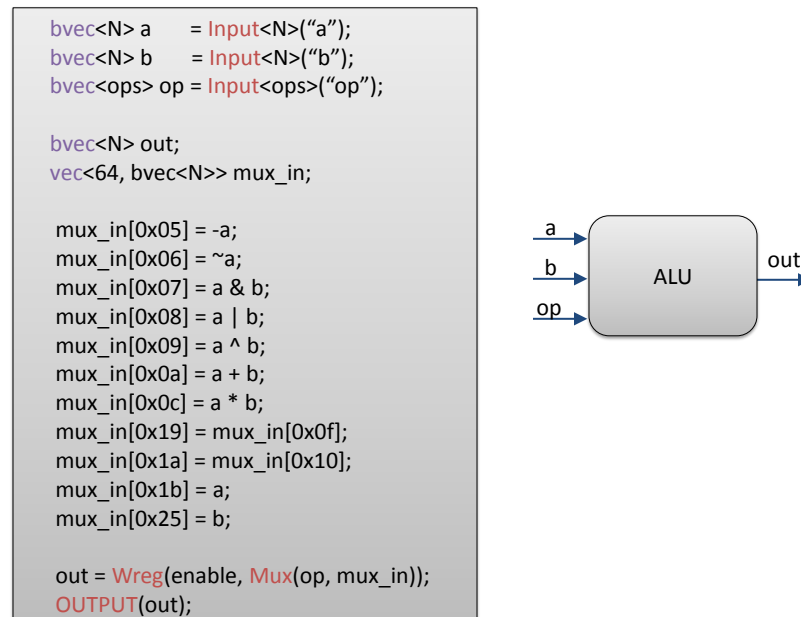 bvec<N> a = Input<N>(“a”);
bvec<N> b = Input<N>(“b”);
bvec<ops> op = Input<ops>(“op”);
bvec<N> out;
vec<64, bvec<N>> mux_in;
mux_in[0x05] = -a;
mux_in[0x06] = ~a;
mux_in[0x07] = a & b;
mux_in[0x08] = a | b;
mux_in[0x09] = a ^ b;
mux_in[0x0a] = a + b;
mux_in[0x0c] = a * b;
mux_in[0x19] = mux_in[0x0f];
mux_in[0x1a] = mux_in[0x10];
mux_in[0x1b] = a;
mux_in[0x25] = b;
out = Wreg(enable, Mux(op, mux_in));
OUTPUT(out);
a
b
op
ALU
out